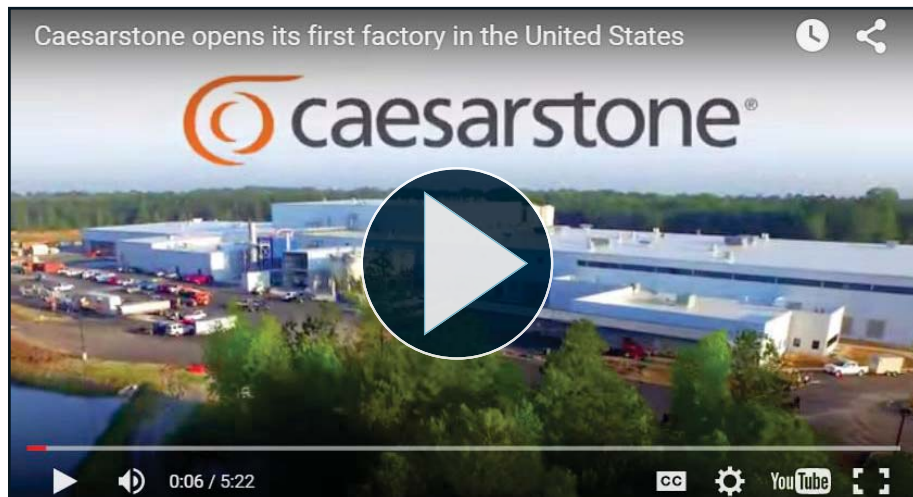 Caesarstone opens its first factory in the United States
caesarstone®
0:06 / 5:22
CC
YouTube